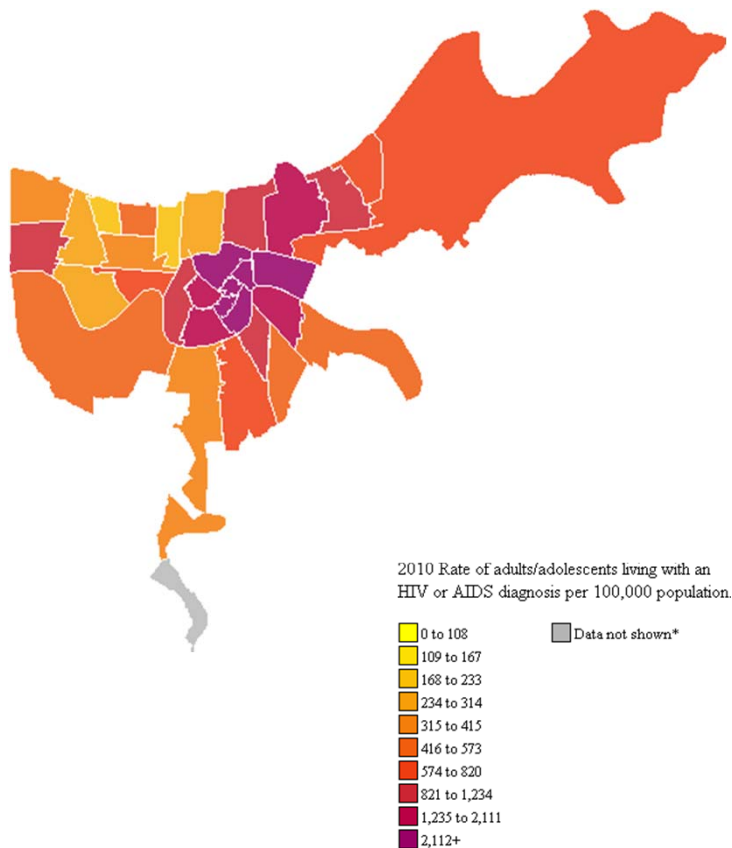 2010 Rate of adults/adolescents living with an
HIV or AIDS diagnosis per 100,000 population.
0 to 108
Data not shown*
109 to 167
168 to 233
234 to 314
315 to 415
416 to 573
574 to 820
821 to 1,234
1,235 to 2,111
2,112+